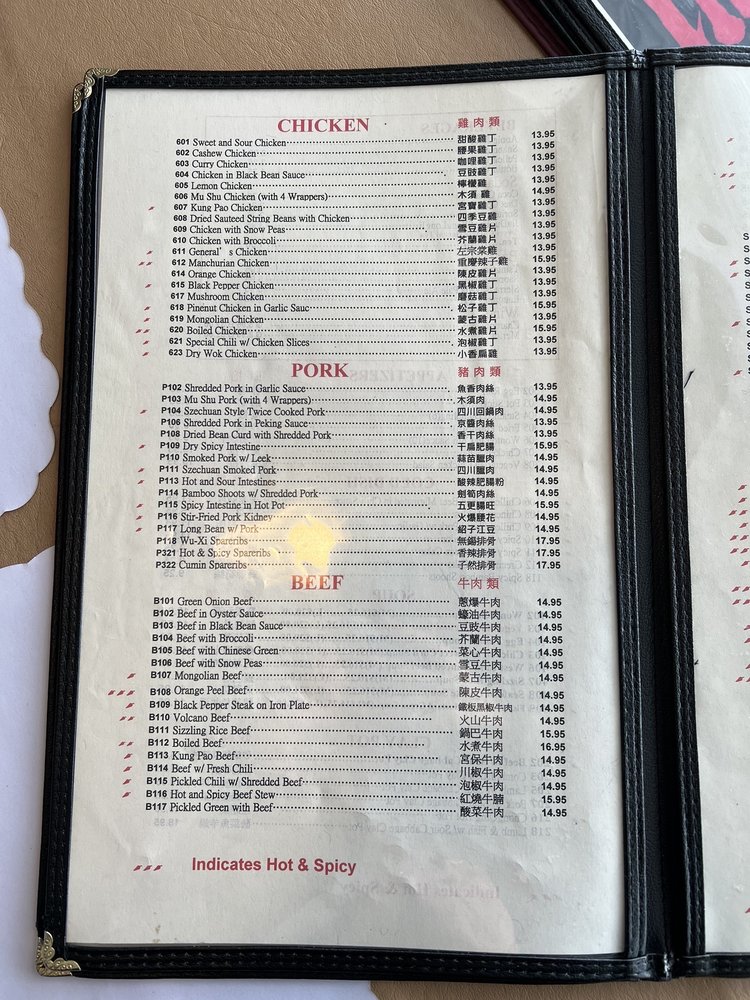 CHICKEN 雞肉類
601 Sweet and Sour Chicken 甜酸雞丁 13.95
602 Cashew Chicken 腰果雞丁 13.95
603 Curry Chicken 咖哩雞丁 13.95
604 Chicken in Black Bean Sauce 豆豉雞丁 13.95
605 Lemon Chicken 檸檬雞 13.95
606 Mu Shu Chicken (with 4 Wrappers) 木須雞 14.95
607 Kung Pao Chicken 宮寶雞丁 13.95
608 Dried Sauteed String Beans with Chicken 四季豆雞 13.95
609 Chicken with Snow Peas 雪豆雞片 13.95
610 Chicken with Broccoli 芥蘭雞片 13.95
611 General's Chicken 左宗棠雞 13.95
612 Manchurian Chicken 重慶辣子雞 15.95
614 Orange Chicken 陳皮雞丁 13.95
615 Black Pepper Chicken 黑椒雞丁 13.95
617 Mushroom Chicken 蘑菇雞丁 13.95
618 Pinenut Chicken in Garlic Sauc 松子雞丁 15.95
619 Mongolian Chicken 蒙古雞片 13.95
620 Boiled Chicken 水煮雞片 15.95
621 Special Chili w/ Chicken Slices 泡椒雞丁 13.95
623 Dry Wok Chicken 小香扁雞 13.95
PORK 豬肉類
P102 Shredded Pork in Garlic Sauce 魚香肉絲 13.95
P103 Mu Shu Pork (with 4 Wrappers) 木須肉 14.95
P104 Szechuan Style Twice Cooked Pork 四川回鍋肉 14.95
P106 Shredded Pork in Peking Sauce 京醬肉絲 13.95
P108 Dried Bean Curd with Shredded Pork 香干肉絲 13.95
P109 Dry Spicy Intestine 干扁肥腸 15.95
P110 Smoked Pork w/ Leek 蒜苗臘肉 14.95
P111 Szechuan Smoked Pork 四川臘肉 14.95
P113 Hot and Sour Intestines 酸辣肥腸粉 15.95
P114 Bamboo Shoots w/ Shredded Pork 劍筍肉絲 14.95
P115 Spicy Intestine in Hot Pot 五更腸旺 15.95
P116 Stir-Fried Pork Kidney 火爆腰花 14.95
P117 Long Bean w/ Pork 紹子江豆 14.95
P118 Wu-Xi Spareribs 無錫排骨 17.95
P321 Hot & Spicy Spareribs 香辣排骨 17.95
P322 Cumin Spareribs 子然排骨 17.95
BEEF 牛肉類
B101 Green Onion Beef 蔥爆牛肉 14.95
B102 Beef in Oyster Sauce 蠔油牛肉 14.95
B103 Beef in Black Bean Sauce 豆豉牛肉 14.95
B104 Beef with Broccoli 芥蘭牛肉 14.95
B105 Beef with Chinese Green 菜心牛肉 14.95
B106 Beef with Snow Peas 雪豆牛肉 14.95
B107 Mongolian Beef 蒙古牛肉 14.95
B108 Orange Peel Beef 陳皮牛肉 14.95
B109 Black Pepper Steak on Iron Plate 鐵板黑椒牛肉 14.95
B110 Volcano Beef 火山牛肉 14.95
B111 Sizzling Rice Beef 鍋巴牛肉 15.95
B112 Boiled Beef 水煮牛肉 16.95
B113 Kung Pao Beef 宮保牛肉 14.95
B114 Beef w/ Fresh Chili 川椒牛肉 14.95
B115 Pickled Chili w/ Shredded Beef 泡椒牛肉 14.95
B116 Hot and Spicy Beef Stew 紅燒牛腩 15.95
B117 Pickled Green with Beef 酸菜牛肉 14.95
Indicates Hot & Spicy